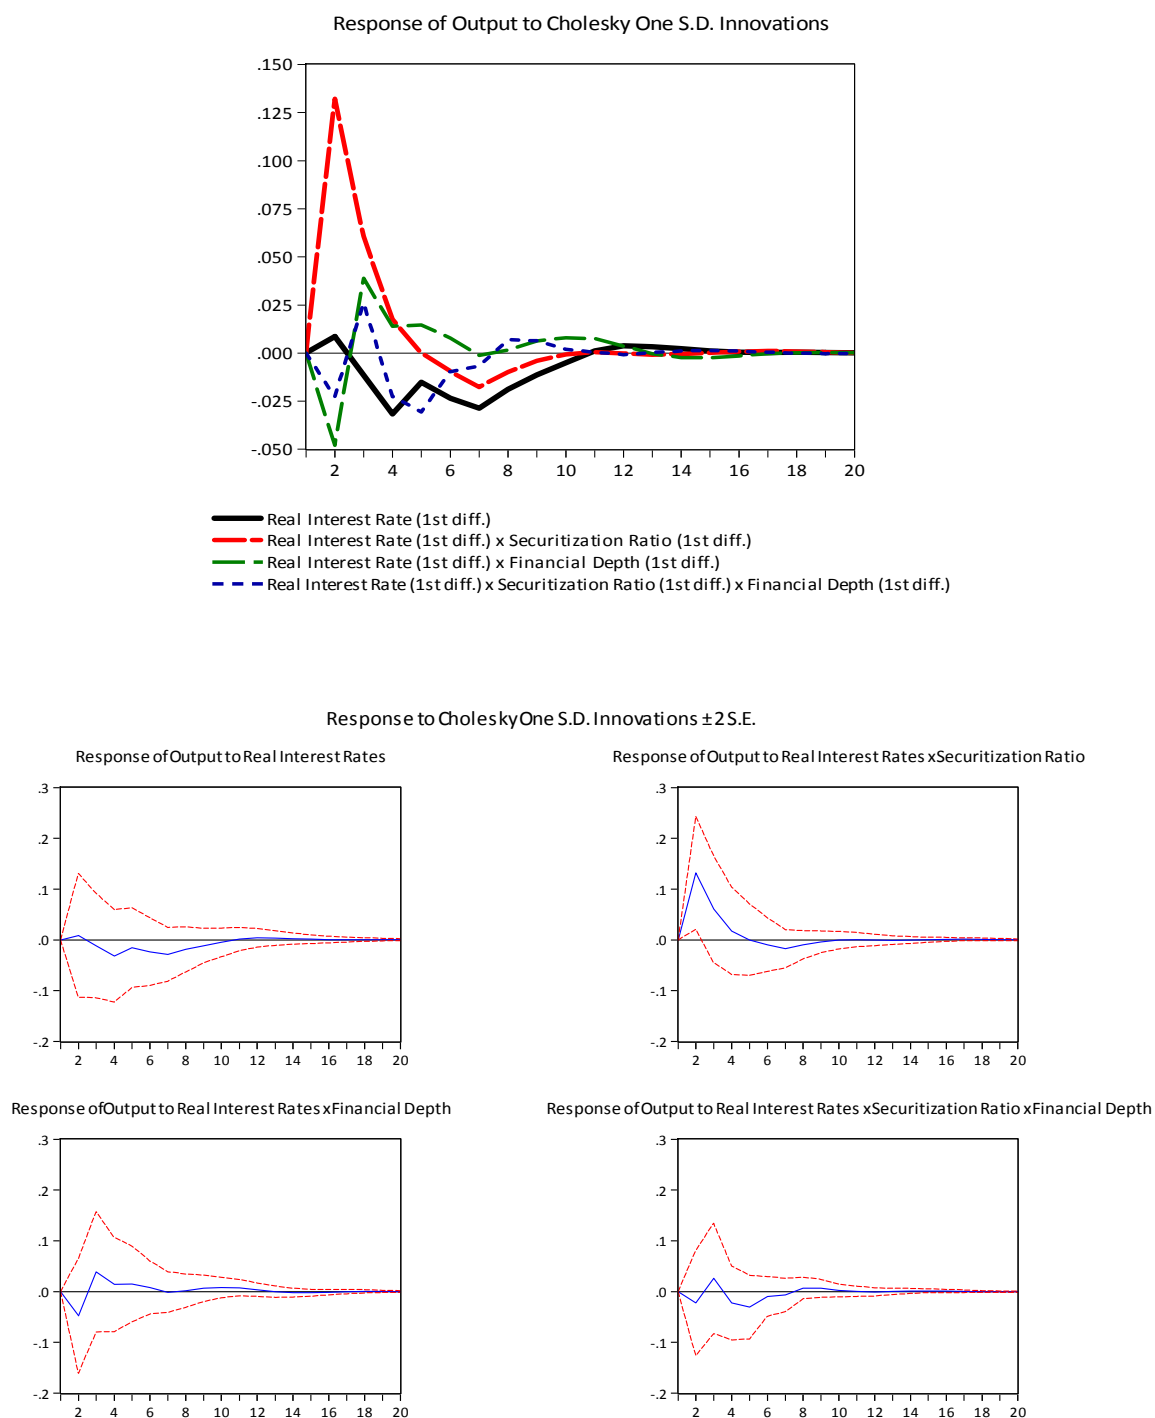 Response of Output to Cholesky One S.D. Innovations
.150
.125
.100
.075
.050
.025
.000
-.025
-.050
2 4 6 8 10 12 14 16 18 20
Real Interest Rate (1st diff.)
Real Interest Rate (1st diff.) x Securitization Ratio (1st diff.)
Real Interest Rate (1st diff.) x Financial Depth (1st diff.)
Real Interest Rate (1st diff.) x Securitization Ratio (1st diff.) x Financial Depth (1st diff.)
Response to Cholesky One S.D. Innovations ± 2 S.E.
Response of Output to Real Interest Rates
.3
.2
.1
.0
-.1
-.2
2 4 6 8 10 12 14 16 18 20
Response of Output to Real Interest Rates x Securitization Ratio
.3
.2
.1
.0
-.1
-.2
2 4 6 8 10 12 14 16 18 20
Response of Output to Real Interest Rates x Financial Depth
.3
.2
.1
.0
-.1
-.2
2 4 6 8 10 12 14 16 18 20
Response of Output to Real Interest Rates x Securitization Ratio x Financial Depth
.3
.2
.1
.0
-.1
-.2
2 4 6 8 10 12 14 16 18 20